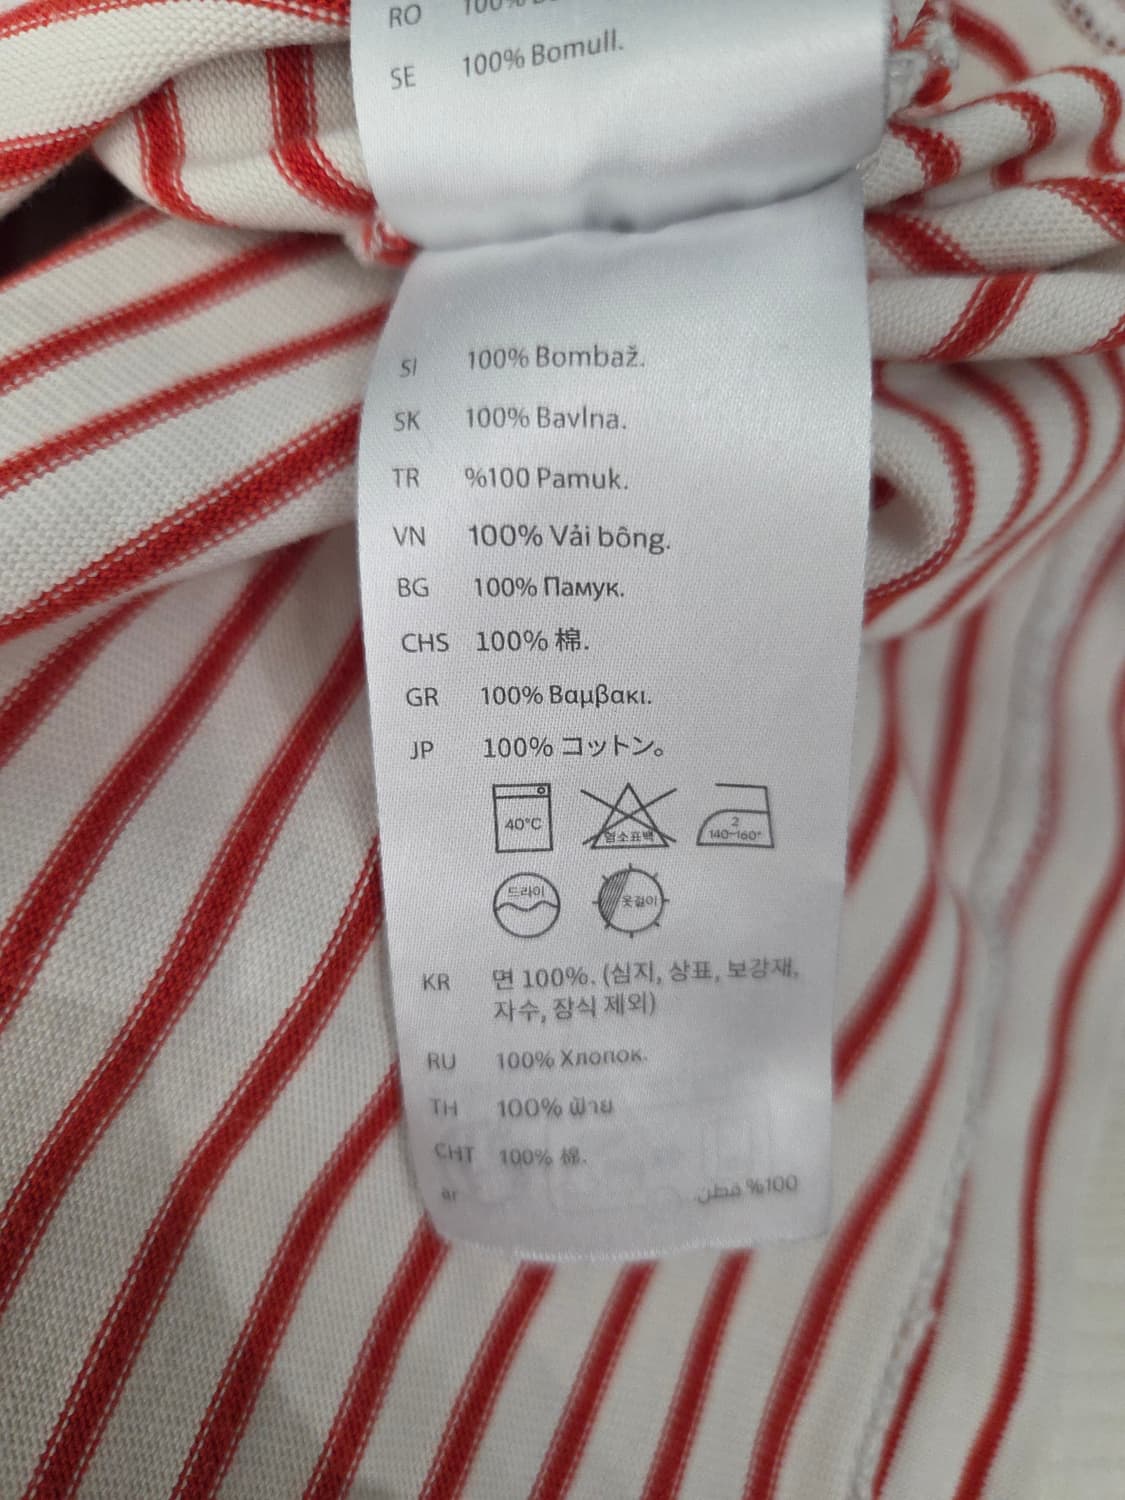 RO 100%
SE 100% Bomull.
SI 100% Bombaž.
SK 100% Bavlna.
TR %100 Pamuk.
VN 100% Vải bông.
BG 100% Памук.
CHS 100% 棉.
GR 100% Βαμβακι.
JP 100% コットン。
40°C 염소표백 2
140~160°
드라이 옷걸이
KR 면 100%. (심지, 상표, 보강재,
자수, 장식 제외)
RU 100% Хлопок.
TH 100% ฝ้าย
CHT 100% 棉.
ar %100 قطن.